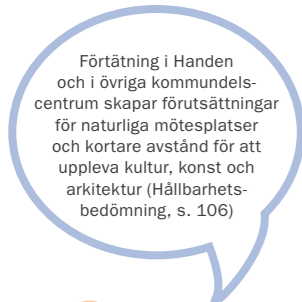 Förtätning i Handen
och i övriga kommundels-
centrum skapar förutsättningar
för naturliga mötesplatser
och kortare avstånd för att
uppleva kultur, konst och
arkitektur (Hållbarhets-
bedömning, s. 106)